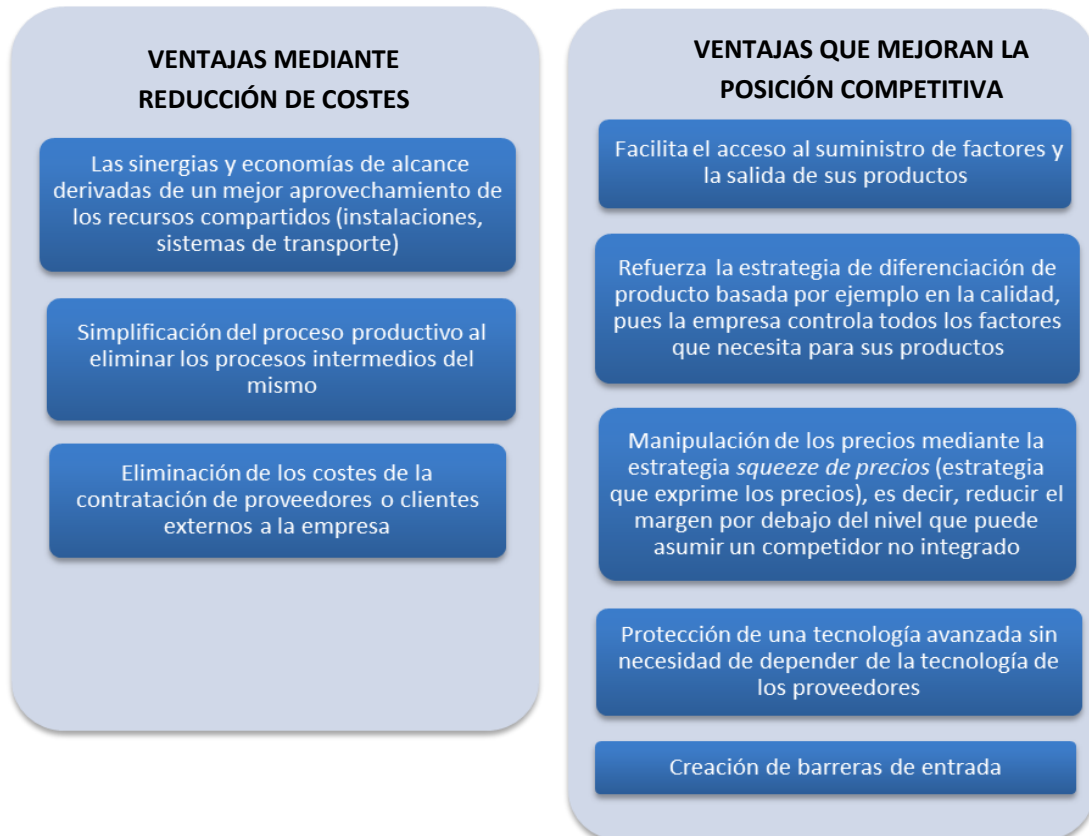 VENTAJAS MEDIANTE
REDUCCIÓN DE COSTES
Las sinergias y economías de alcance
derivadas de un mejor aprovechamiento de
los recursos compartidos (instalaciones,
sistemas de transporte)
Simplificación del proceso productivo al
eliminar los procesos intermedios del
mismo
Eliminación de los costes de la
contratación de proveedores o clientes
externos a la empresa
VENTAJAS QUE MEJORAN LA
POSICIÓN COMPETITIVA
Facilita el acceso al suministro de factores y
la salida de sus productos
Refuerza la estrategia de diferenciación de
producto basada por ejemplo en la calidad,
pues la empresa controla todos los factores
que necesita para sus productos
Manipulación de los precios mediante la
estrategia squeeze de precios (estrategia
que exprime los precios), es decir, reducir el
margen por debajo del nivel que puede
asumir un competidor no integrado
Protección de una tecnología avanzada sin
necesidad de depender de la tecnología de
los proveedores
Creación de barreras de entrada